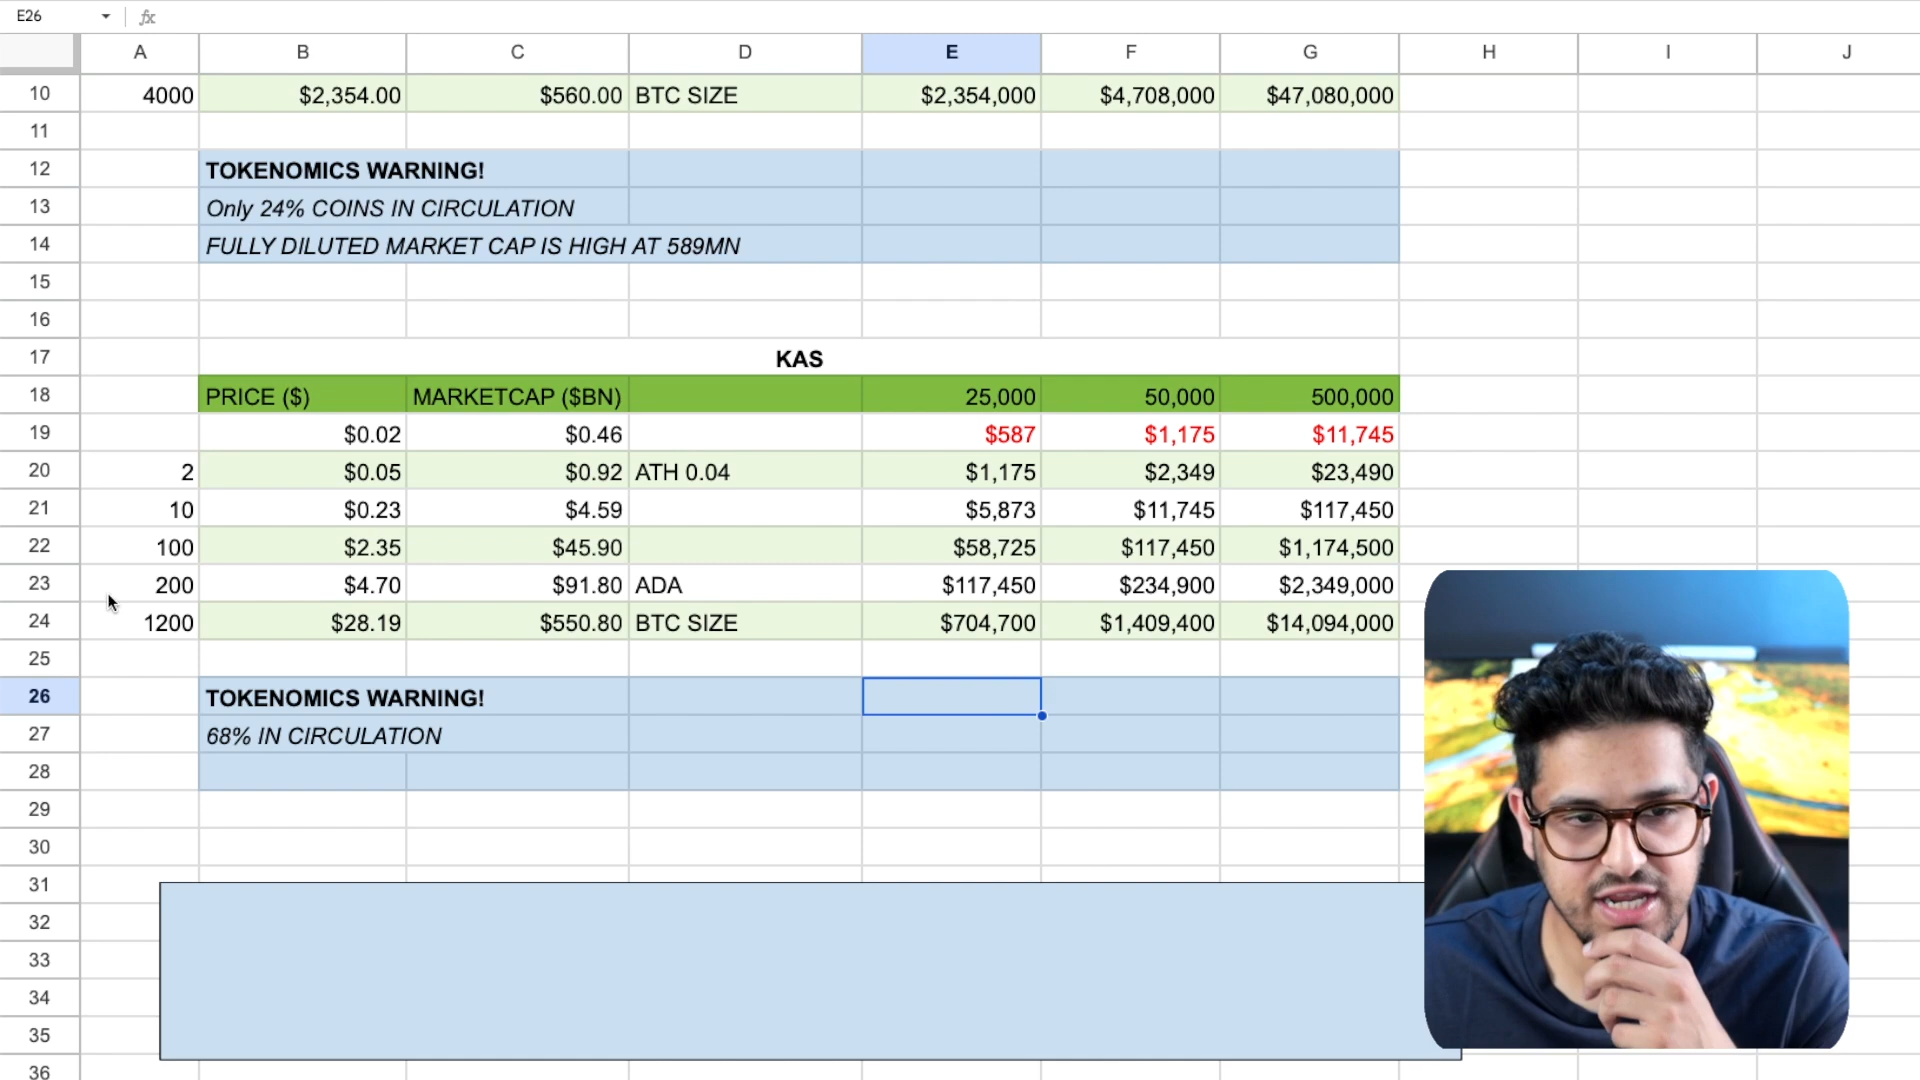 E26 fx
A B C D E F G H I J
10 4000 $2,354.00 $560.00 BTC SIZE $2,354,000 $4,708,000 $47,080,000
11
12 TOKENOMICS WARNING!
13 Only 24% COINS IN CIRCULATION
14 FULLY DILUTED MARKET CAP IS HIGH AT 589MN
15
16
17 KAS
18 PRICE ($) MARKETCAP ($BN) 25,000 50,000 500,000
19 $0.02 $0.46 $587 $1,175 $11,745
20 2 $0.05 $0.92 ATH 0.04 $1,175 $2,349 $23,490
21 10 $0.23 $4.59 $5,873 $11,745 $117,450
22 100 $2.35 $45.90 $58,725 $117,450 $1,174,500
23 200 $4.70 $91.80 ADA $117,450 $234,900 $2,349,000
24 1200 $28.19 $550.80 BTC SIZE $704,700 $1,409,400 $14,094,000
25
26 TOKENOMICS WARNING!
27 68% IN CIRCULATION
28
29
30
31
32
33
34
35
36